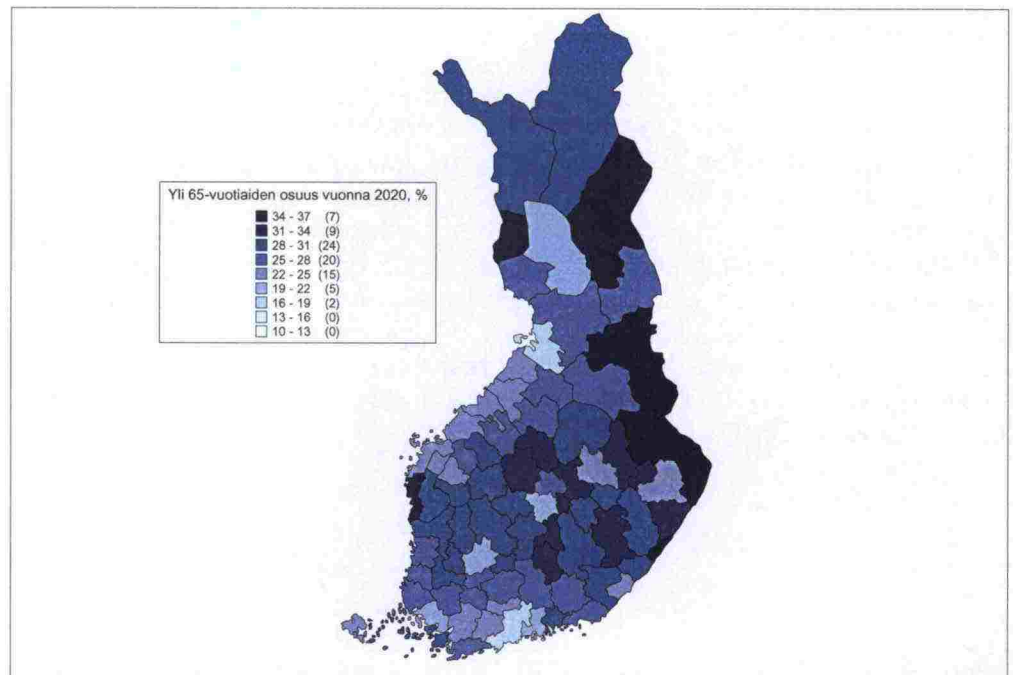 Yli 65-vuotiaiden osuus vuonna 2020, %
34 - 37 (7)
31 - 34 (9)
28 - 31 (24)
25 - 28 (20)
22 - 25 (15)
19 - 22 (5)
16 - 19 (2)
13 - 16 (0)
10 - 13 (0)